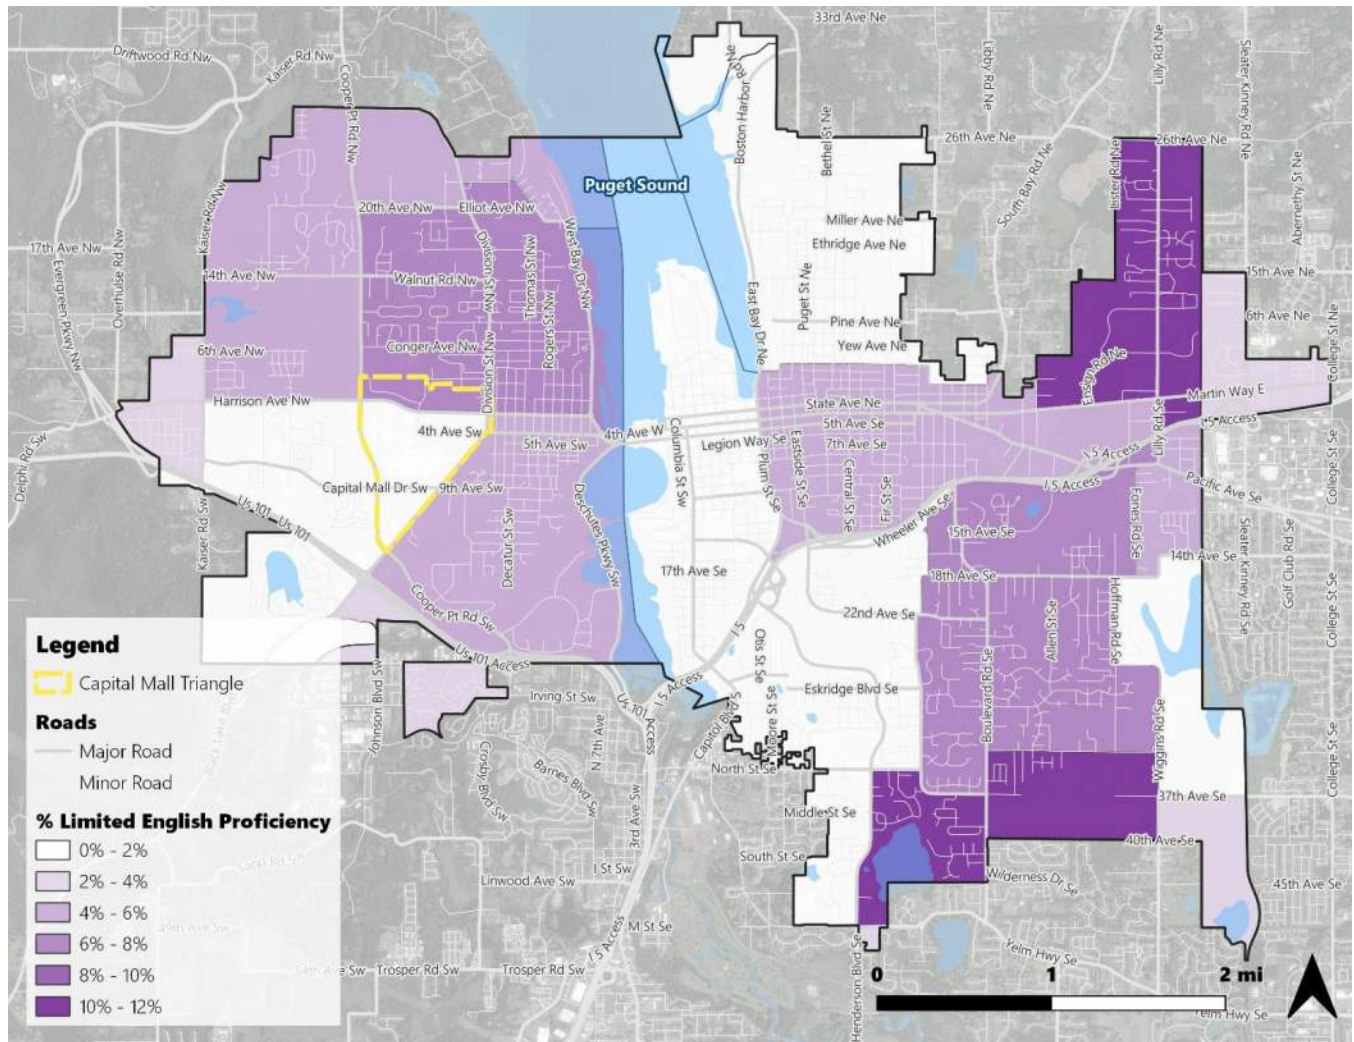 33rd Ave Ne
Driftwood Rd Nw
Kaiser Rd Nw
Cooper Pt Rd Nw
Boston Harbor Rd Ne
Libby Rd Ne
Lilly Rd Ne
Sleater Kinney Rd Ne
26th Ave Ne
26th Ave Ne
Bethel St Ne
South Bay Rd Ne
Lister Rd Ne
Abernethy St Ne
Puget Sound
Kaiser Rd Nw
20th Ave Nw
Elliot Ave Nw
West Bay Dr Nw
Miller Ave Ne
Ethridge Ave Ne
17th Ave Nw
Overhulse Rd Nw
Evergreen Pkwy Nw
14th Ave Nw
Walnut Rd Nw
Division St Nw
Thomas St Nw
Rogers St Nw
East Bay Dr Ne
Puget St Ne
15th Ave Ne
6th Ave Ne
Pine Ave Ne
Yew Ave Ne
6th Ave Nw
Conger Ave Nw
Division St Nw
Ensign Rd Ne
College St Ne
Martin Way E
Harrison Ave Nw
State Ave Ne
4th Ave Sw
5th Ave Sw
4th Ave W
Legion Way Se
5th Ave Se
7th Ave Se
Lilly Rd Se
I 5 Access
I 5 Access
I 5 Access
Delphi Rd Sw
Columbia St Sw
Plum St Se
Eastside St Se
Central St Se
Fir St Se
Capital Mall Dr Sw
9th Ave Sw
Pacific Ave Se
College St Se
Us 101
Us 101
Kaiser Rd Sw
Decatur St Sw
Deschutes Pkwy Sw
Wheeler Ave Se
15th Ave Se
Fones Rd Se
14th Ave Se
Sleater Kinney Rd Se
Golf Club Rd Se
17th Ave Se
18th Ave Se
Cooper Pt Rd Sw
22nd Ave Se
Hoffman Rd Se
Allen St Se
College St Se
I 5
Otis St Se
Moore St Se
Boulevard Rd Se
Us 101 Access
Johnson Blvd Sw
Irving St Sw
Us 101
Access
I 5 Access
Capitol Blvd S
Eskridge Blvd Se
Wiggins Rd Se
N 7th Ave
Crosby Blvd Sw
Barnes Blvd Sw
North St Se
College St Se
3rd Ave Sw
Middle St Se
37th Ave Se
40th Ave Se
I St Sw
South St Se
Linwood Ave Sw
Wilderness Dr Se
45th Ave Se
49th Ave Sw
M St Se
54th Ave Sw
Trosper Rd Sw
Trosper Rd Sw
I 5 Access
Henderson Blvd Se
Yelm Hwy Se
Yelm Hwy Se
Legend
Capital Mall Triangle
Roads
Major Road
Minor Road
% Limited English Proficiency
0% - 2%
2% - 4%
4% - 6%
6% - 8%
8% - 10%
10% - 12%
0
1
2 mi